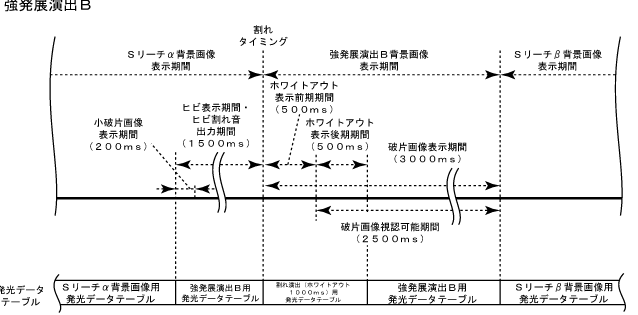 強発展演出B
割れ
タイミング
Sリーチα背景画像
表示期間
強発展演出B背景画像
表示期間
Sリーチβ背景画像
表示期間
ホワイトアウト
表示前期期間
(500ms)
ヒビ表示期間・
ヒビ割れ音
出力期間
(1500ms)
小破片画像
表示期間
(200ms)
ホワイトアウト
表示後期期間
(500ms)
破片画像表示期間
(3000ms)
破片画像視認可能期間
(2500ms)
発光データ
テーブル
Sリーチα背景画像用
発光データテーブル
強発展演出B用
発光データテーブル
割れ演出(ホワイトアウト
1000ms)用
発光データテーブル
強発展演出B用
発光データテーブル
Sリーチβ背景画像用
発光データテーブル